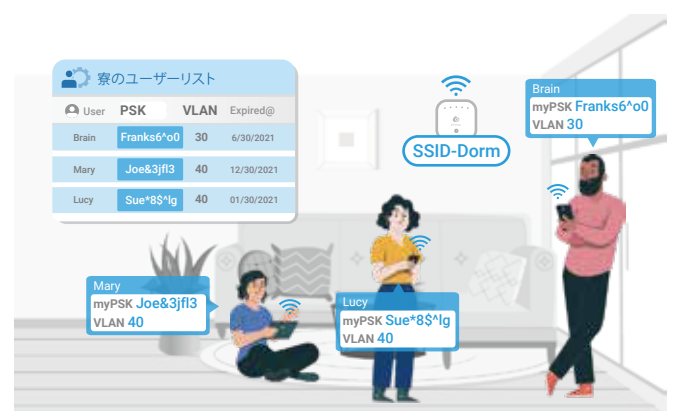 寮のユーザーリスト
User PSK VLAN Expired@
Brain Franks6^o0 30 6/30/2021
Mary Joe&3jfl3 40 12/30/2021
Lucy Sue*8$^lg 40 01/30/2021
SSID-Dorm
Brain
myPSK Franks6^o0
VLAN 30
Mary
myPSK Joe&3jfl3
VLAN 40
Lucy
myPSK Sue*8$^lg
VLAN 40